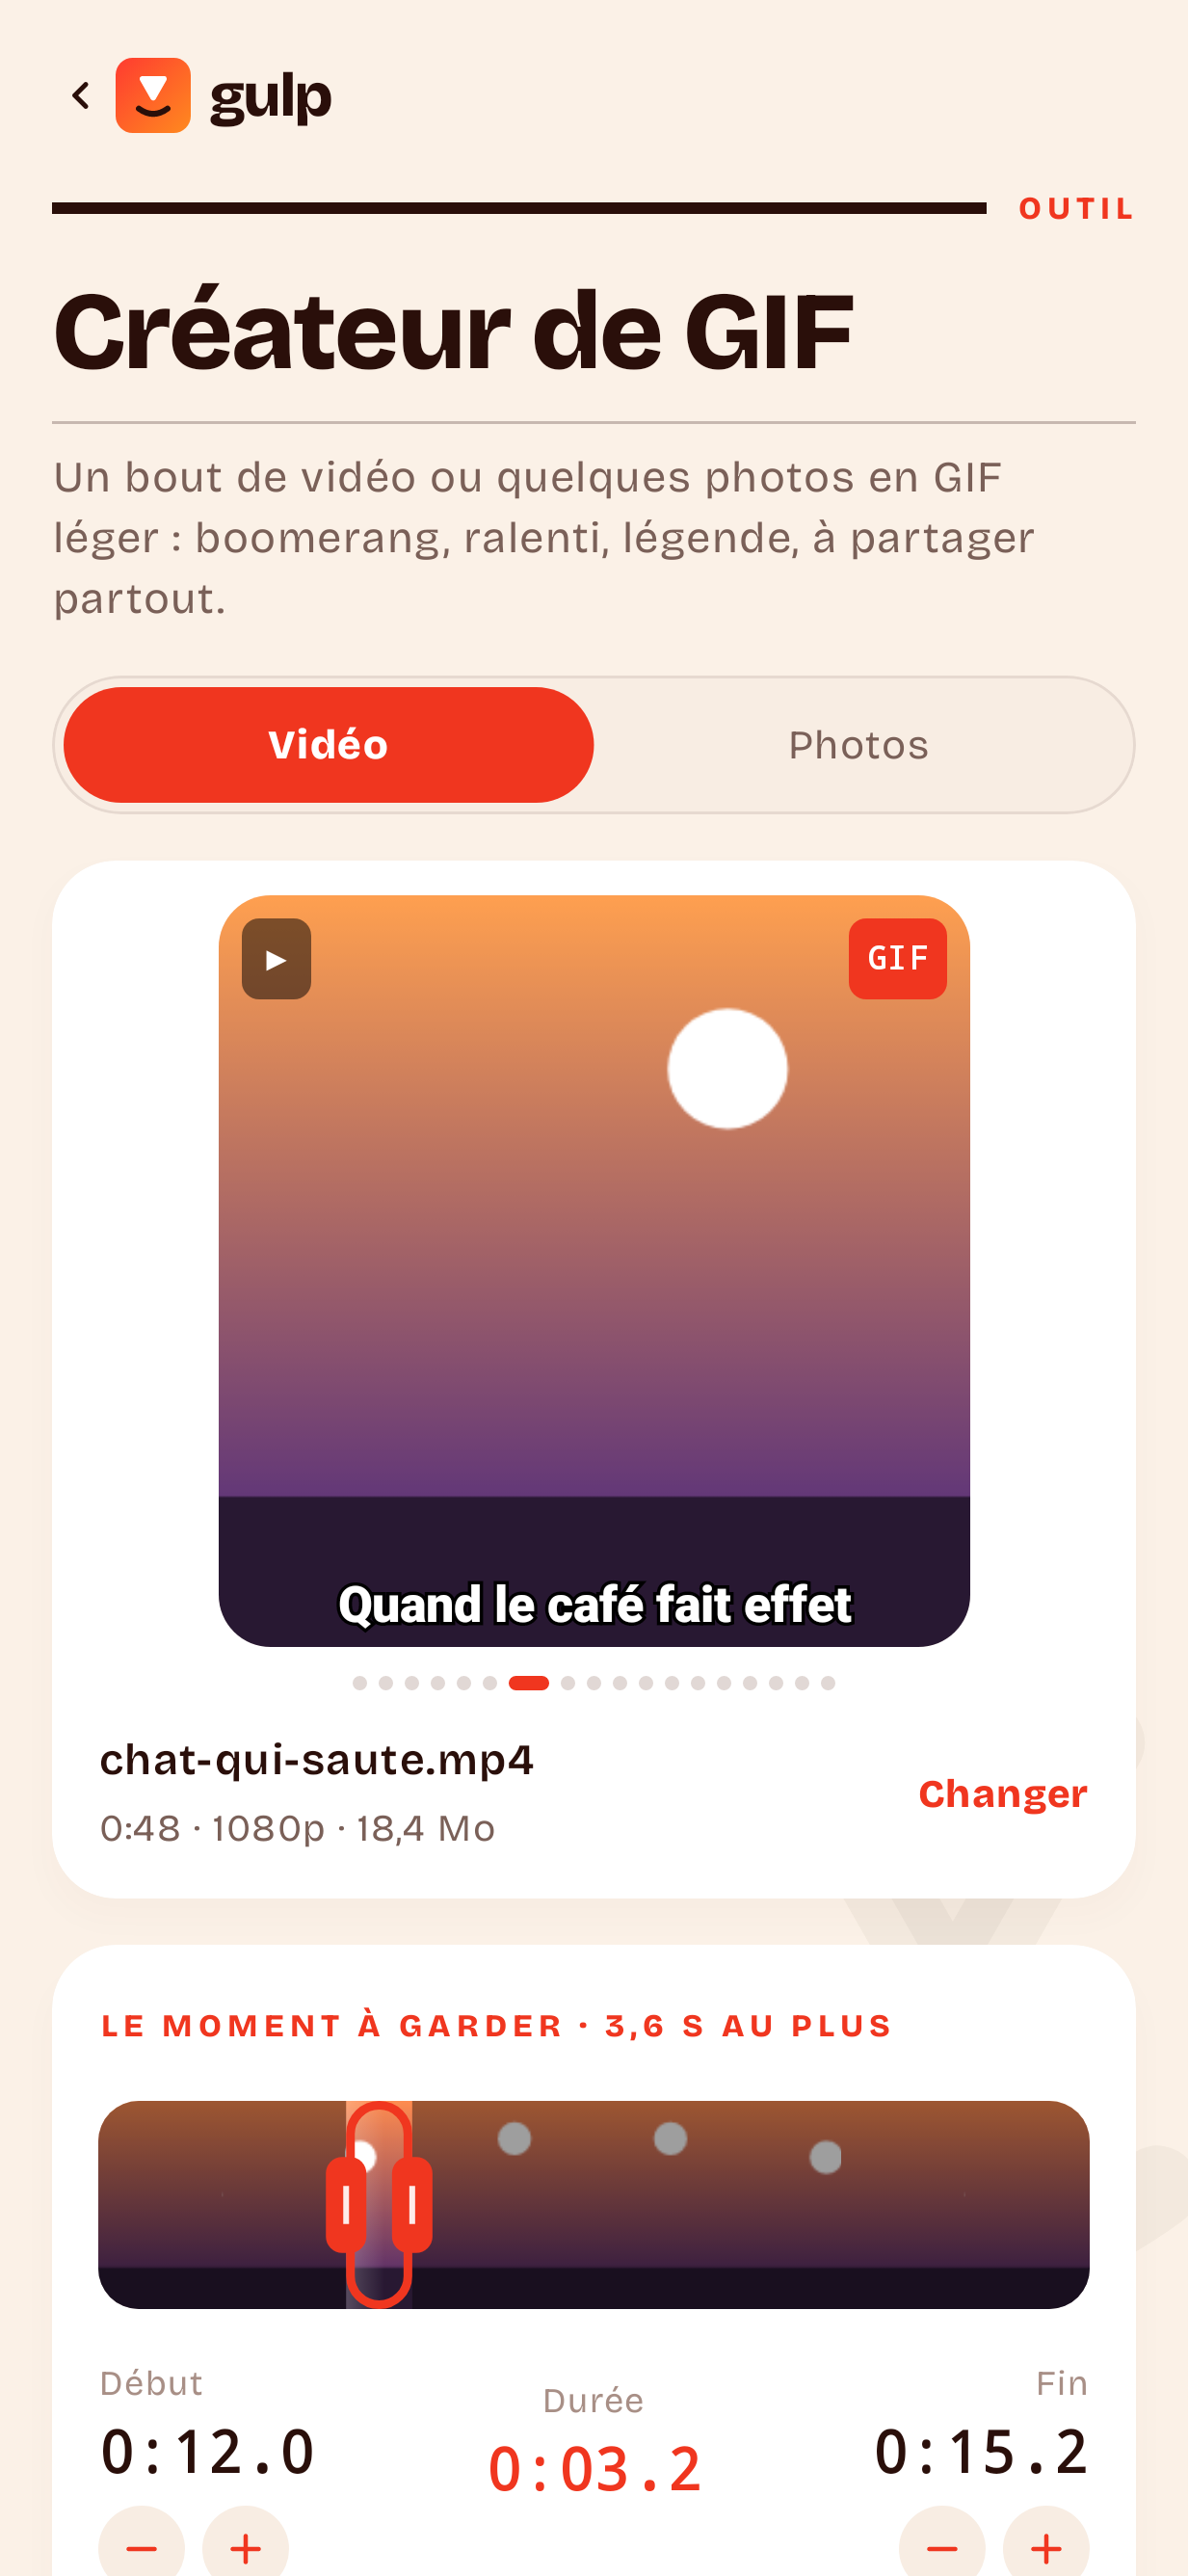 gulp
OUTIL
Créateur de GIF
Un bout de vidéo ou quelques photos en GIF
léger : boomerang, ralenti, légende, à partager
partout.
Vidéo
Photos
GIF
Quand le café fait effet
chat-qui-saute.mp4
0:48 · 1080p · 18,4 Mo
Changer
LE MOMENT À GARDER · 3,6 S AU PLUS
Début
Durée
Fin
0:12.0
0:03.2
0:15.2